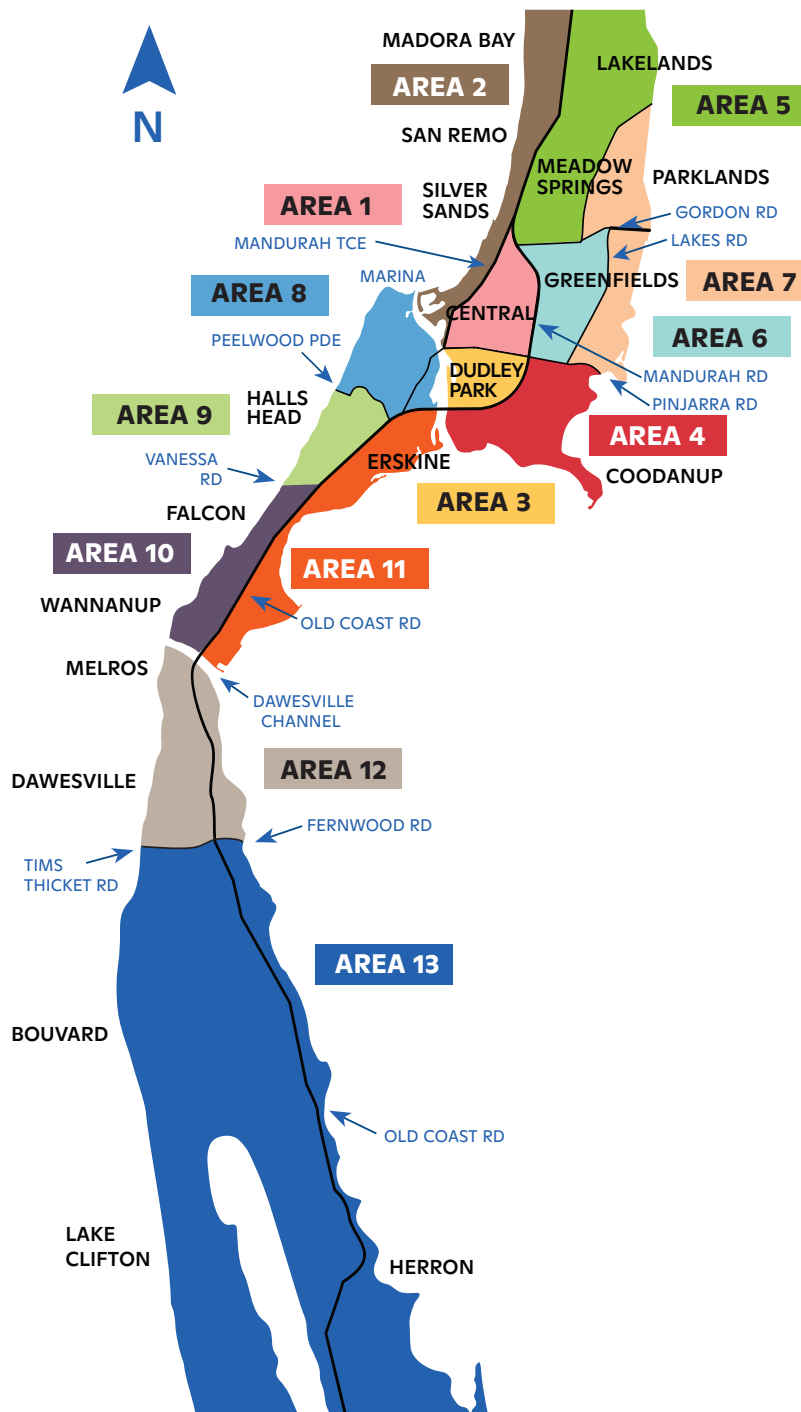 MADORA BAY
LAKELANDS
AREA 2
AREA 5
N
SAN REMO
MEADOW
SPRINGS
PARKLANDS
SILVER
SANDS
AREA 1
GORDON RD
MANDURAH TCE
LAKES RD
MARINA
GREENFIELDS
AREA 7
AREA 8
CENTRAL
AREA 6
PEELWOOD PDE
DUDLEY
PARK
MANDURAH RD
HALLS
HEAD
PINJARRA RD
AREA 9
AREA 4
VANESSA
RD
ERSKINE
COODANUP
AREA 3
FALCON
AREA 10
AREA 11
WANNANUP
OLD COAST RD
MELROS
DAWESVILLE
CHANNEL
DAWESVILLE
AREA 12
FERNWOOD RD
TIMS
THICKET RD
AREA 13
BOUVARD
OLD COAST RD
LAKE
CLIFTON
HERRON